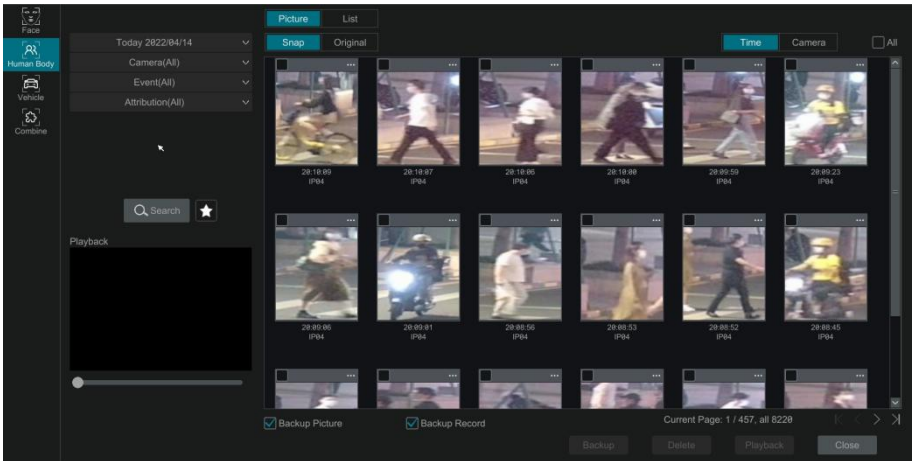 Face
Human Body
Vehicle
Combine
Today 2022/04/14
Camera(All)
Event(All)
Attribution(All)
Search
Playback
Picture List
Snap Original
Time Camera All
20:10:09 20:10:07 20:10:06 20:10:00 20:09:59 20:09:23
IP04 IP04 IP04 IP04 IP04 IP04
20:09:06 20:09:01 20:08:56 20:08:53 20:08:52 20:08:45
IP04 IP04 IP04 IP04 IP04 IP04
Backup Picture Backup Record Current Page: 1 / 457, all 8220
Backup Delete Playback Close